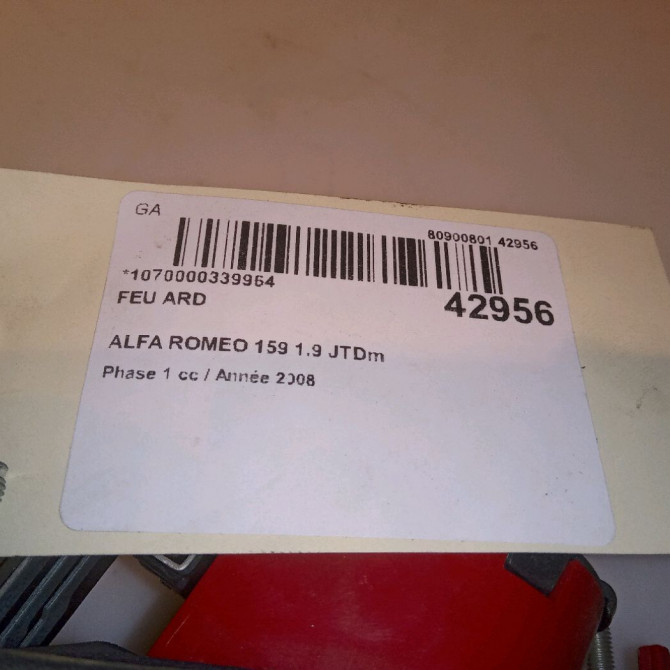 GA
80900801 42956
*1070000339964
42956
FEU ARD
ALFA ROMEO 159 1.9 JTDm
Phase 1 cc / Année 2008